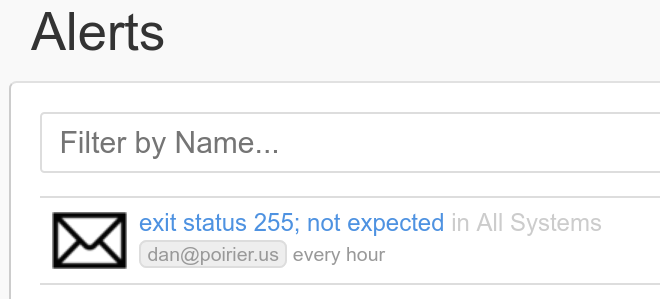 Alerts
Filter by Name...
exit status 255; not expected in All Systems
dan@poirier.us every hour